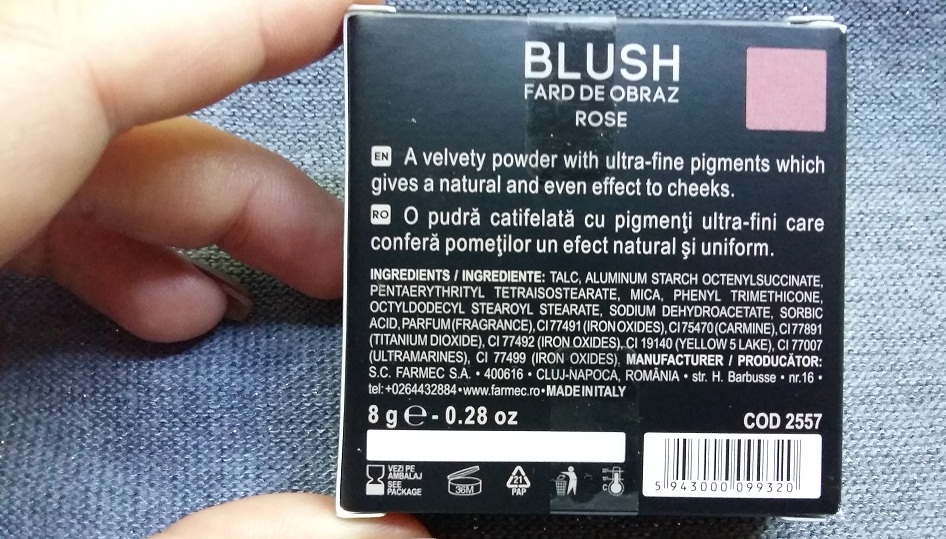 BLUSH
FARD DE OBRAZ
ROSE
EN A velvety powder with ultra-fine pigments which
gives a natural and even effect to cheeks.
RO O pudră catifelată cu pigmenţi ultra-fini care
conferă pomeţilor un efect natural şi uniform.
INGREDIENTS / INGREDIENTE: TALC, ALUMINUM STARCH OCTENYLSUCCINATE,
PENTAERYTHRITYL TETRAISOSTEARATE, MICA, PHENYL TRIMETHICONE,
OCTYLDODECYL STEAROYL STEARATE, SODIUM DEHYDROACETATE, SORBIC
ACID, PARFUM (FRAGRANCE), CI 77491 (IRON OXIDES), CI 75470 (CARMINE), CI 77891
(TITANIUM DIOXIDE), CI 77492 (IRON OXIDES), CI 19140 (YELLOW 5 LAKE), CI 77007
(ULTRAMARINES), CI 77499 (IRON OXIDES), MANUFACTURER / PRODUCĂTOR:
S.C. FARMEC S.A. • 400616 • CLUJ-NAPOCA, ROMÂNIA • str. H. Barbusse • nr.16 •
tel:+0264432884•www.farmec.ro•MADE IN ITALY
8 g ℮ - 0.28 oz
COD 2557
VEZI PE
AMBALAJ
SEE
PACKAGE
36M
21
PAP
C
5 943000 099320